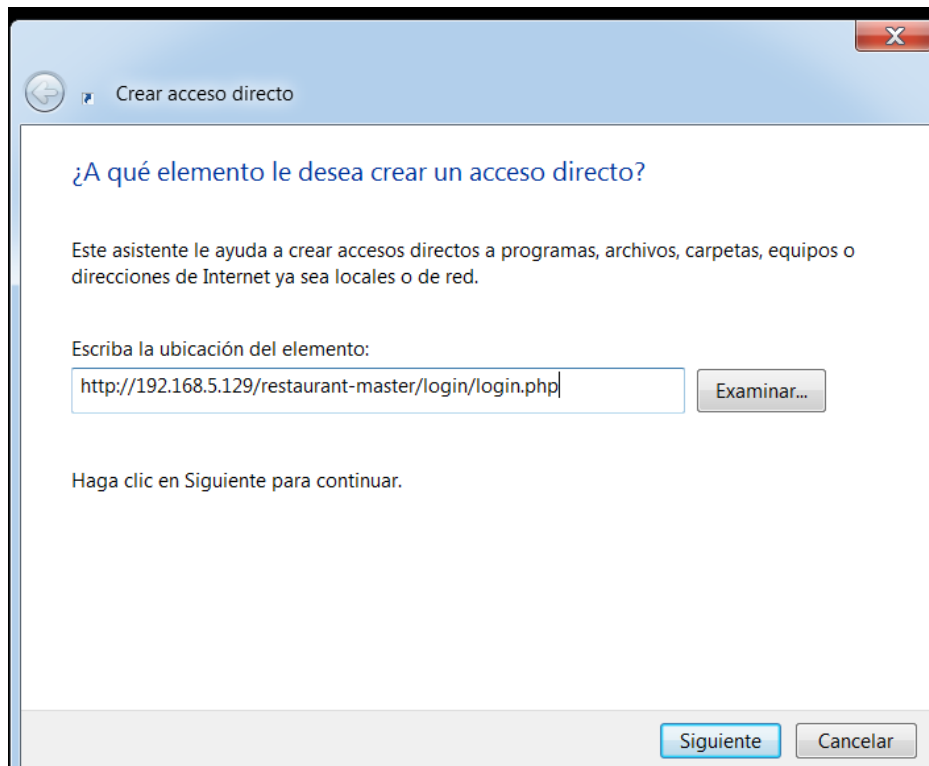 X
Crear acceso directo
¿A qué elemento le desea crear un acceso directo?
Este asistente le ayuda a crear accesos directos a programas, archivos, carpetas, equipos o
direcciones de Internet ya sea locales o de red.
Escriba la ubicación del elemento:
http://192.168.5.129/restaurant-master/login/login.php
Examinar...
Haga clic en Siguiente para continuar.
Siguiente
Cancelar